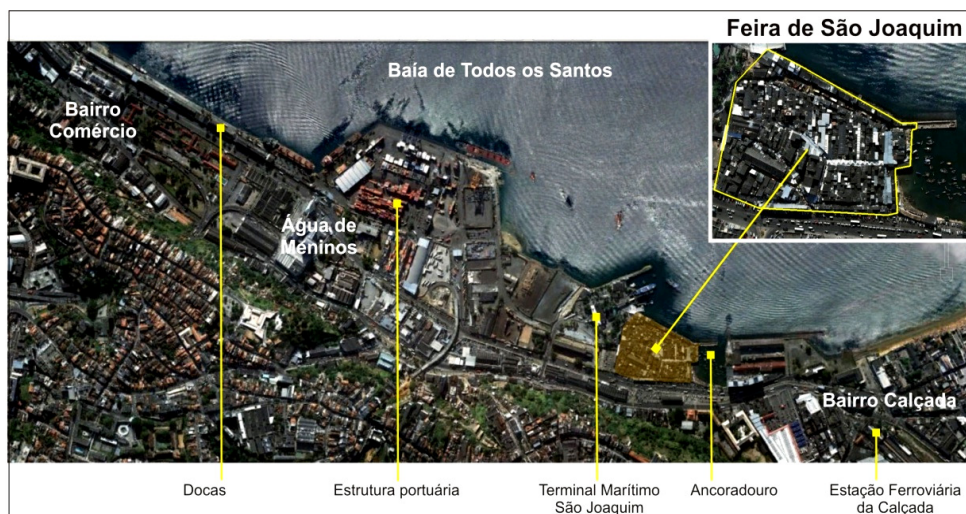 Feira de São Joaquim
Baía de Todos os Santos
Bairro
Comércio
Água de
Meninos
Bairro Calçada
Docas
Estrutura portuária
Terminal Marítimo
São Joaquim
Ancoradouro
Estação Ferroviária
da Calçada